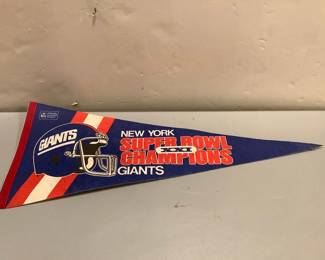 GIANTS
NEW YORK
SUPER BOWL
XXI
CHAMPIONS
GIANTS